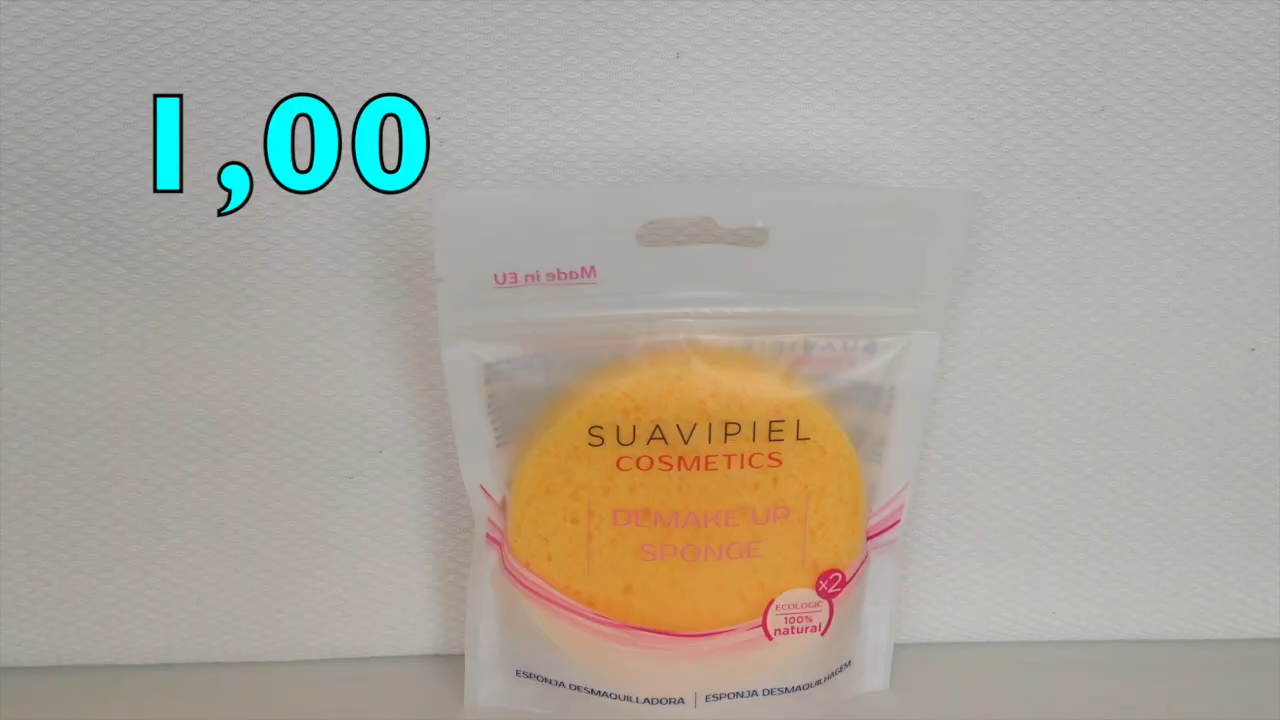 1,00
Made in EU
SUAVIPIEL
COSMETICS
DEMAKE UP
SPONGE
x2
ECOLOGIC
100%
natural
ESPONJA DESMAQUILLADORA | ESPONJA DESMAQUILHAGEM